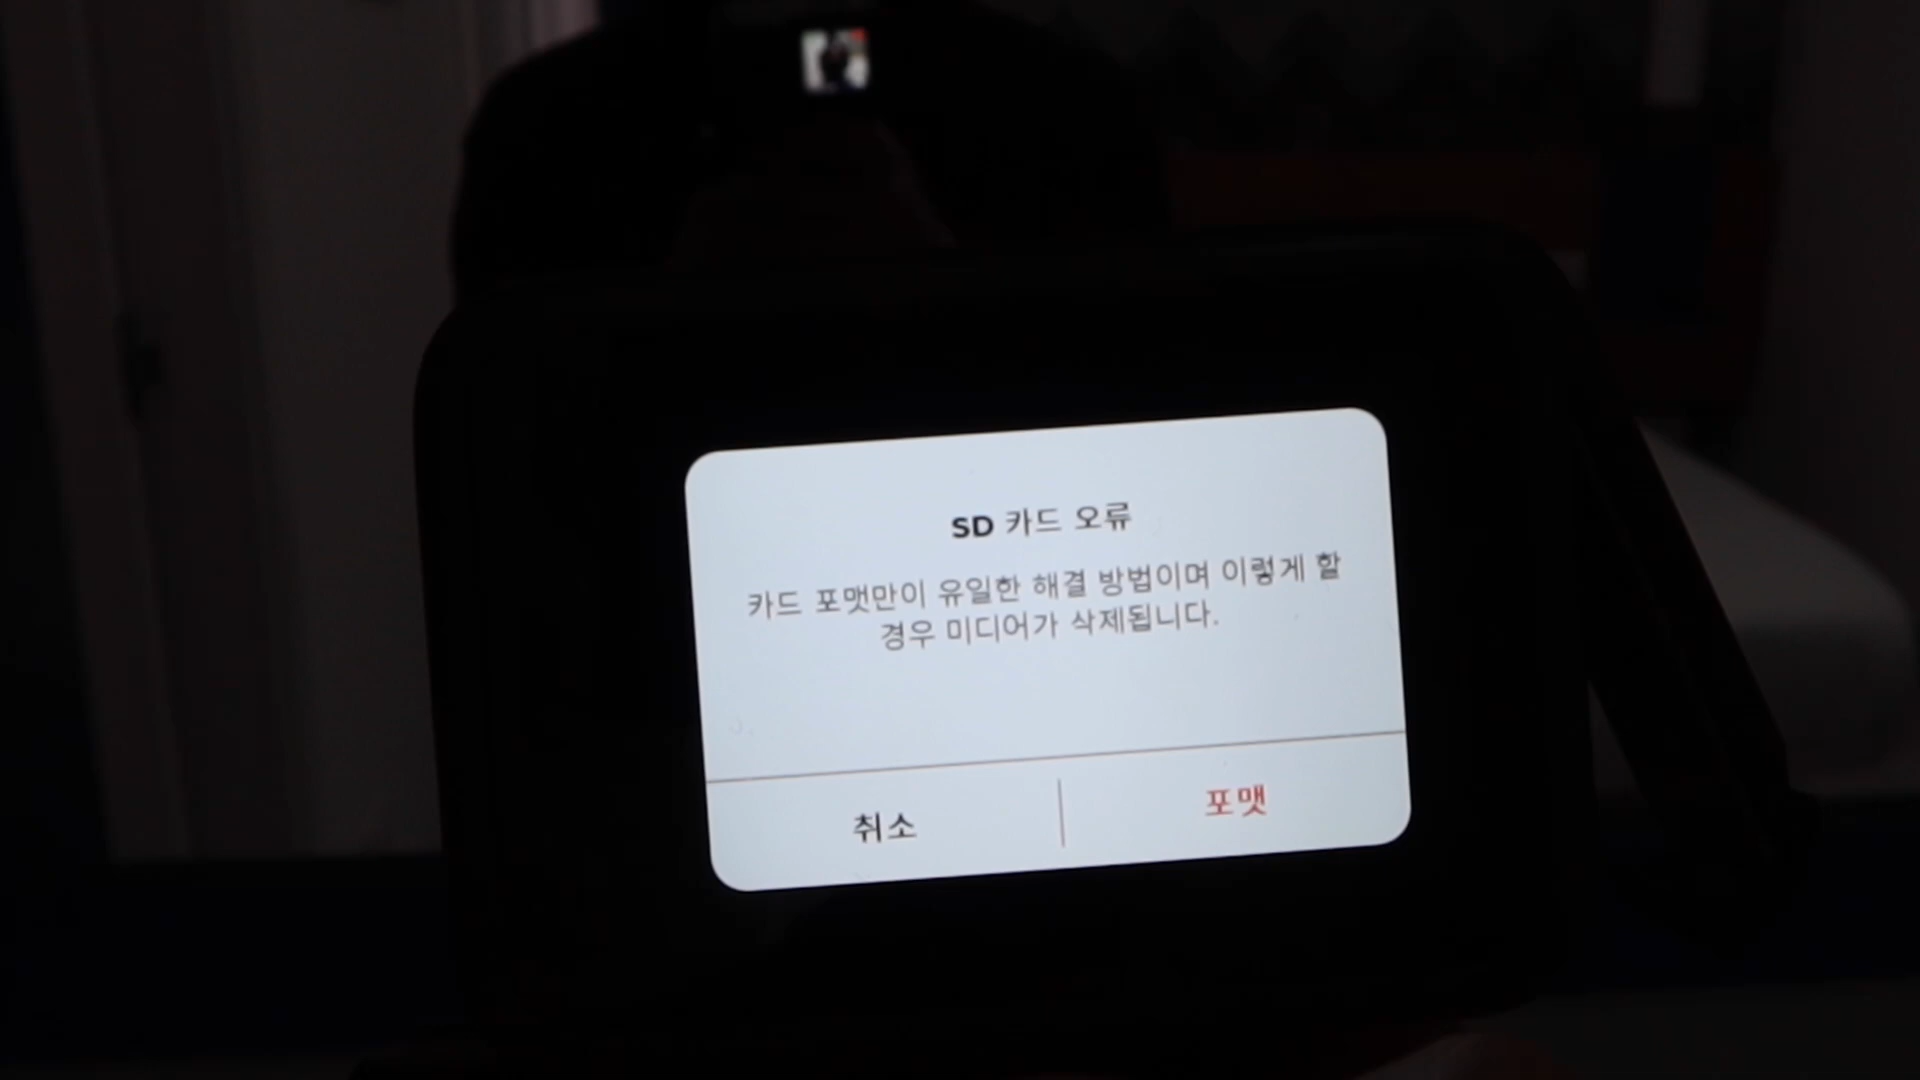 SD 카드 오류
카드 포맷만이 유일한 해결 방법이며 이렇게 할
경우 미디어가 삭제됩니다.
취소
포맷